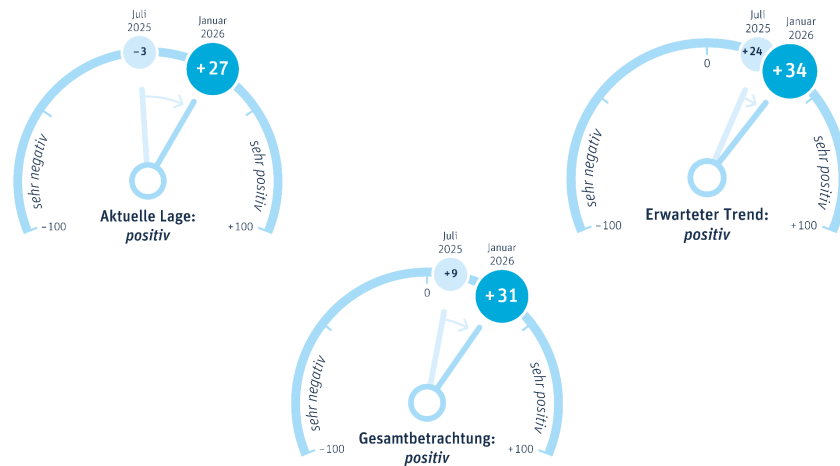 Juli
2025
Januar
2026
−3
+27
sehr negativ
sehr positiv
−100
+100
Aktuelle Lage:
positiv
Juli
2025
Januar
2026
0
+24
+34
sehr negativ
sehr positiv
−100
+100
Erwarteter Trend:
positiv
Juli
2025
Januar
2026
0
+9
+31
sehr negativ
sehr positiv
−100
+100
Gesamtbetrachtung:
positiv